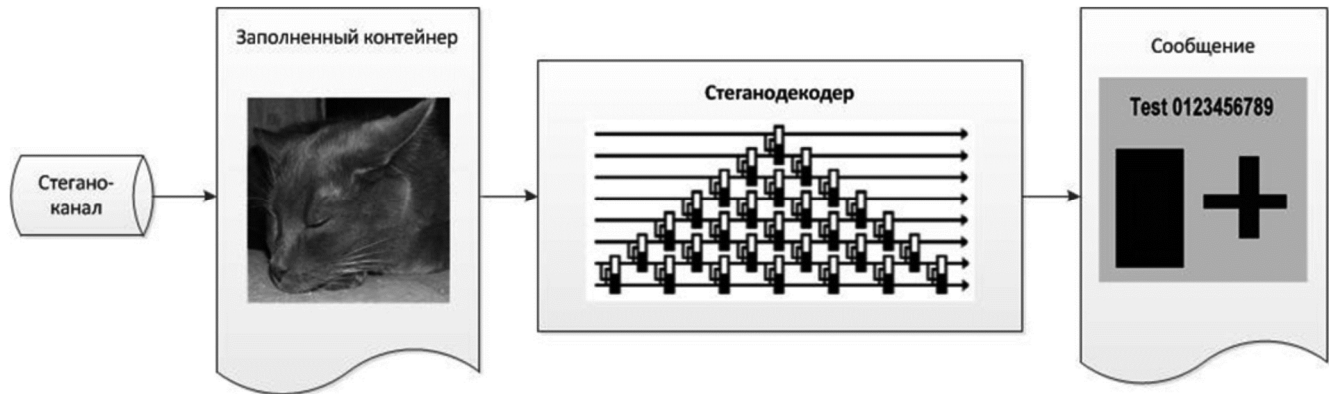 Стегано-
канал
Заполненный контейнер
Стеганодекодер
Сообщение
Test 0123456789